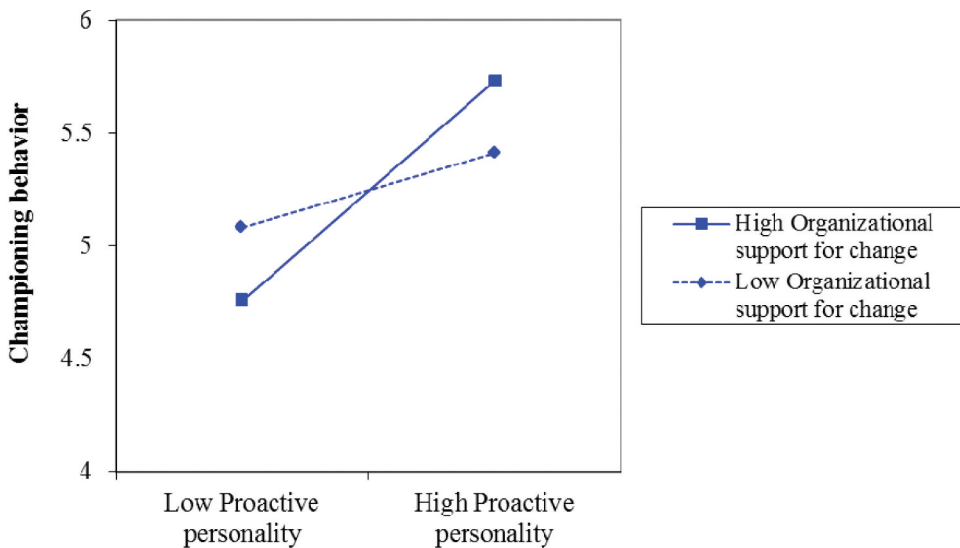 Championing behavior
6
5.5
5
4.5
4
Low Proactive
personality
High Proactive
personality
High Organizational
support for change
Low Organizational
support for change